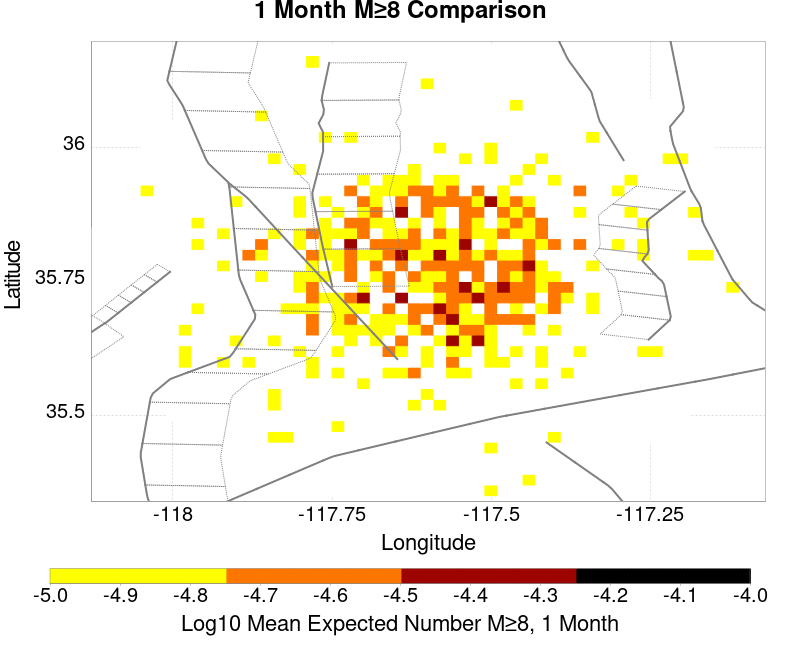 1 Month M≥8 Comparison
36
35.75
35.5
Latitude
-118 -117.75 -117.5 -117.25
Longitude
-5.0 -4.9 -4.8 -4.7 -4.6 -4.5 -4.4 -4.3 -4.2 -4.1 -4.0
Log10 Mean Expected Number M≥8, 1 Month